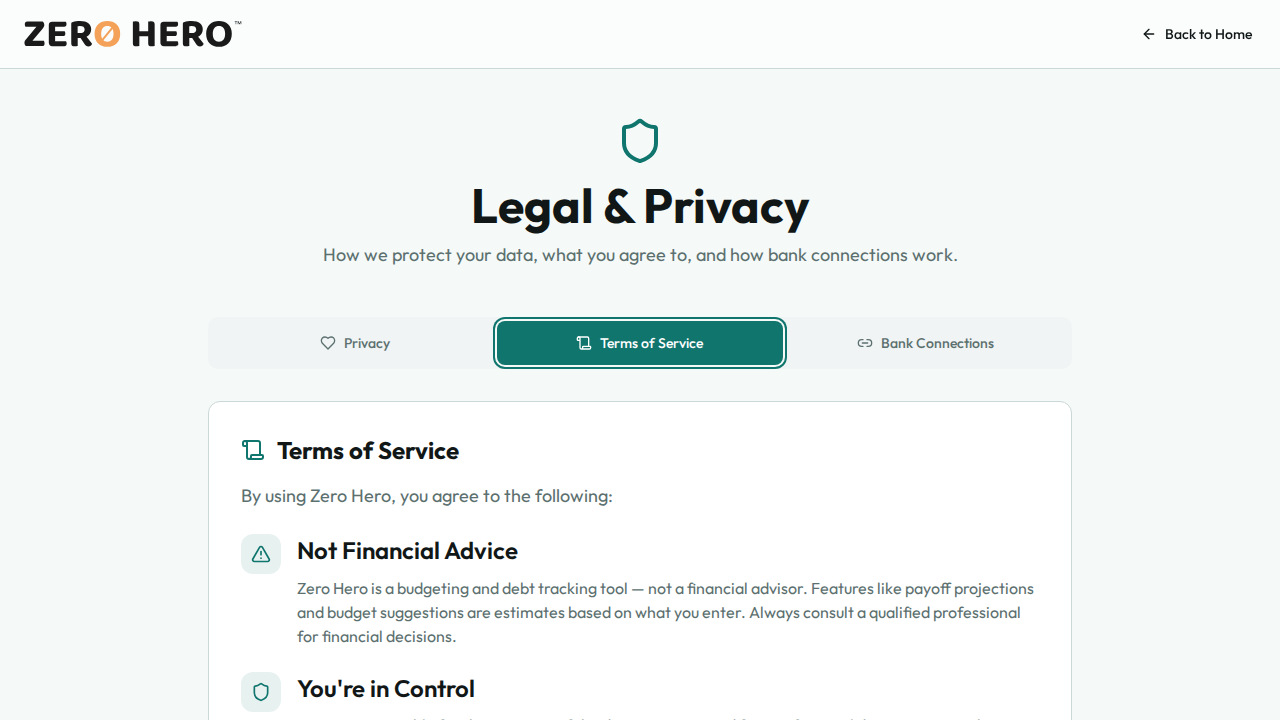 ZERO HERO™
Back to Home
Legal & Privacy
How we protect your data, what you agree to, and how bank connections work.
Privacy
Terms of Service
Bank Connections
Terms of Service
By using Zero Hero, you agree to the following:
Not Financial Advice
Zero Hero is a budgeting and debt tracking tool — not a financial advisor. Features like payoff projections
and budget suggestions are estimates based on what you enter. Always consult a qualified professional
for financial decisions.
You're in Control